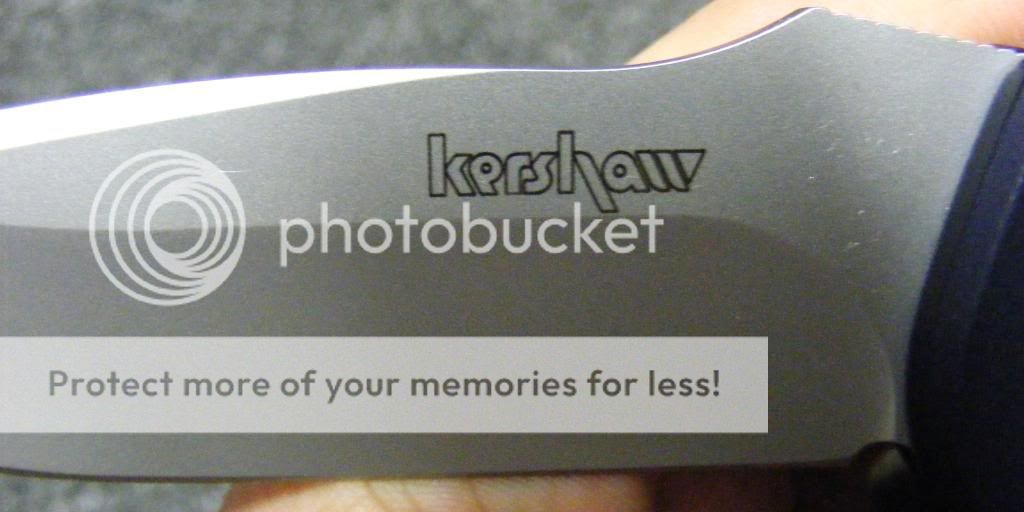 kershaw
photobucket
Protect more of your memories for less!